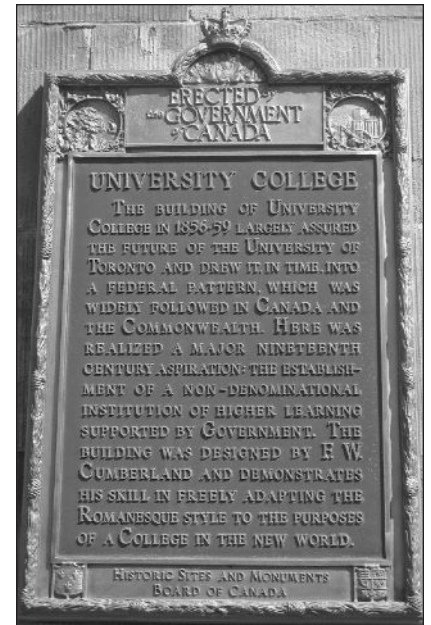 ERECTED by
the GOVERNMENT
of CANADA
UNIVERSITY COLLEGE
THE BUILDING OF UNIVERSITY
COLLEGE IN 1856-59 LARGELY ASSURED
THE FUTURE OF THE UNIVERSITY OF
TORONTO AND DREW IT, IN TIME, INTO
A FEDERAL PATTERN, WHICH WAS
WIDELY FOLLOWED IN CANADA AND
THE COMMONWEALTH. HERE WAS
REALIZED A MAJOR NINETEENTH
CENTURY ASPIRATION: THE ESTABLISH-
MENT OF A NON-DENOMINATIONAL
INSTITUTION OF HIGHER LEARNING
SUPPORTED BY GOVERNMENT. THE
BUILDING WAS DESIGNED BY F. W.
CUMBERLAND AND DEMONSTRATES
HIS SKILL IN FREELY ADAPTING THE
ROMANESQUE STYLE TO THE PURPOSES
OF A COLLEGE IN THE NEW WORLD.
HISTORIC SITES AND MONUMENTS
BOARD OF CANADA